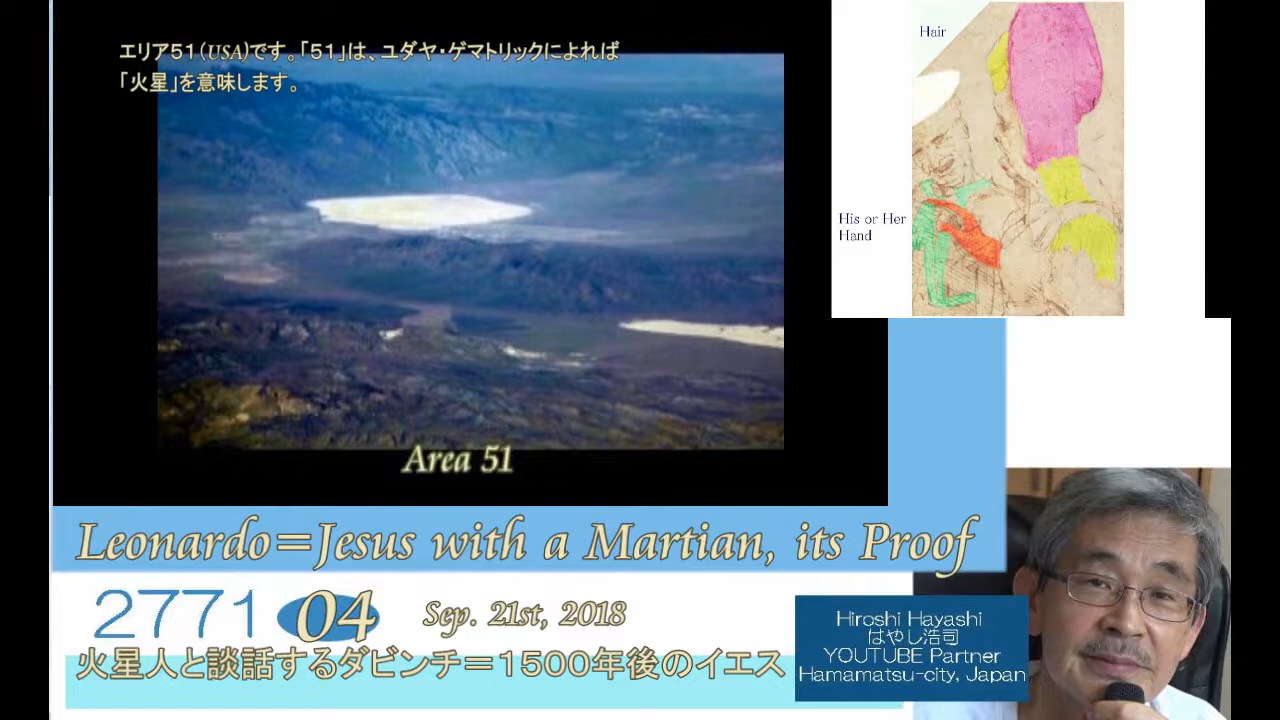 エリア51(USA)です。「51」は、ユダヤ・ゲマトリックによれば
「火星」を意味します。
Hair
His or Her
Hand
Area 51
Leonardo=Jesus with a Martian, its Proof
2771 04 Sep. 21st, 2018
火星人と談話するダビンチ=1500年後のイエス
Hiroshi Hayashi
はやし浩司
YOUTUBE Partner
Hamamatsu-city, Japan